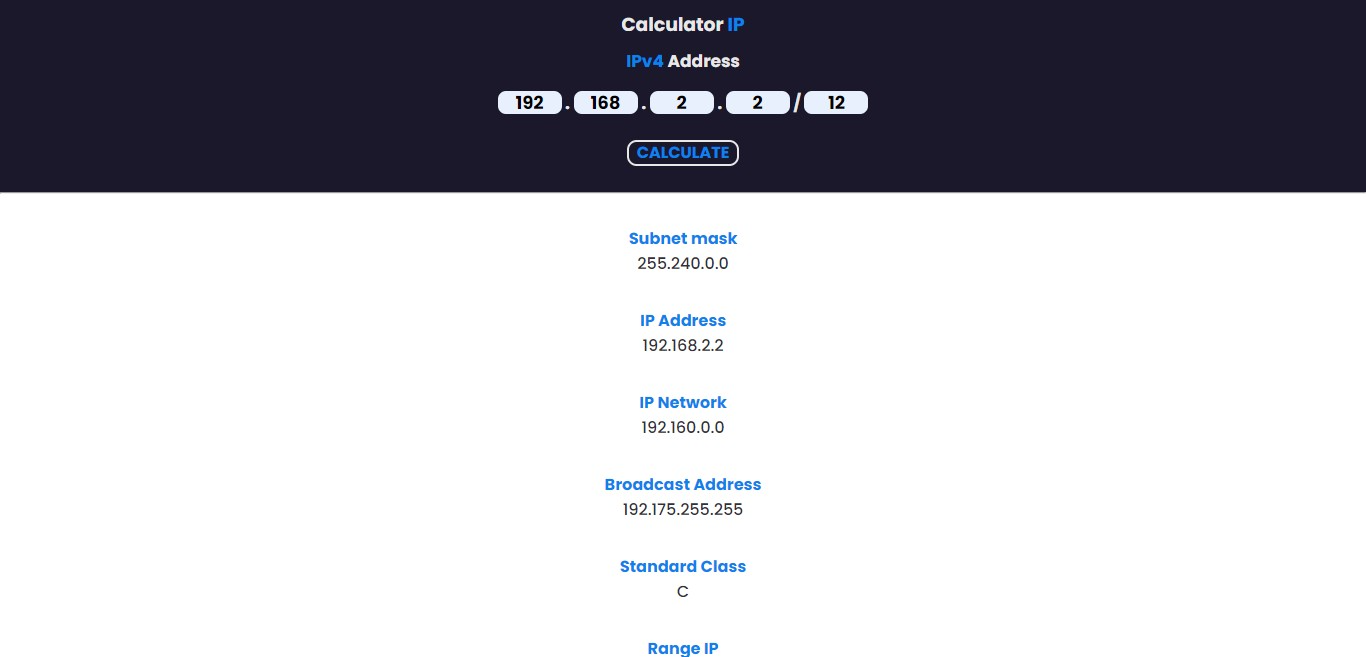 Calculator IP
IPv4 Address
192 . 168 . 2 . 2 / 12
CALCULATE
Subnet mask
255.240.0.0
IP Address
192.168.2.2
IP Network
192.160.0.0
Broadcast Address
192.175.255.255
Standard Class
C
Range IP